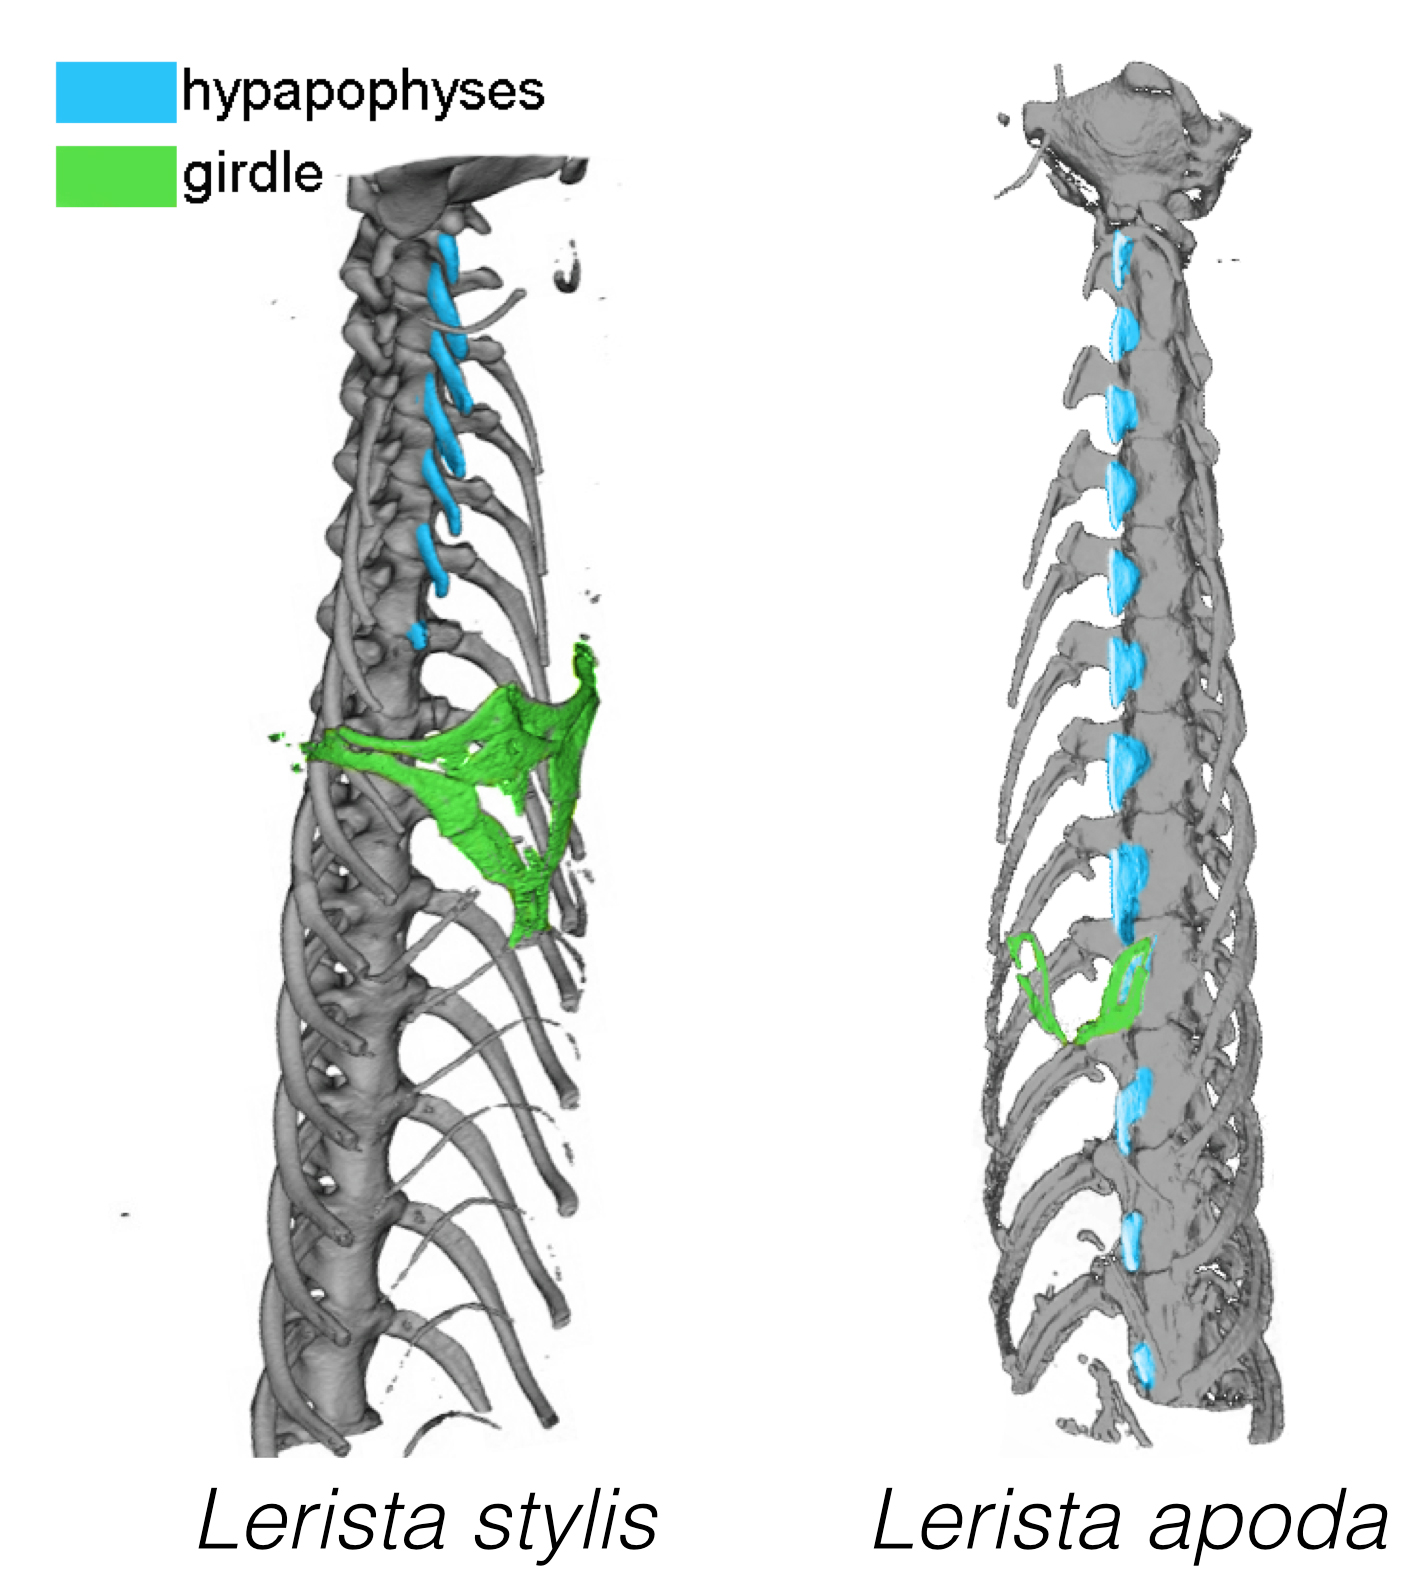 hypapophyses
girdle
Lerista stylis
Lerista apoda